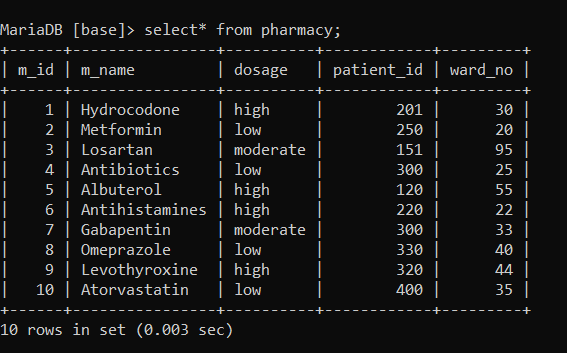 MariaDB [base]> select* from pharmacy;
+------+----------------+----------+------------+---------+
| m_id | m_name         | dosage   | patient_id | ward_no |
+------+----------------+----------+------------+---------+
|    1 | Hydrocodone    | high     |        201 |      30 |
|    2 | Metformin      | low      |        250 |      20 |
|    3 | Losartan       | moderate |        151 |      95 |
|    4 | Antibiotics    | low      |        300 |      25 |
|    5 | Albuterol      | high     |        120 |      55 |
|    6 | Antihistamines | high     |        220 |      22 |
|    7 | Gabapentin     | moderate |        300 |      33 |
|    8 | Omeprazole     | low      |        330 |      40 |
|    9 | Levothyroxine  | high     |        320 |      44 |
|   10 | Atorvastatin   | low      |        400 |      35 |
+------+----------------+----------+------------+---------+
10 rows in set (0.003 sec)